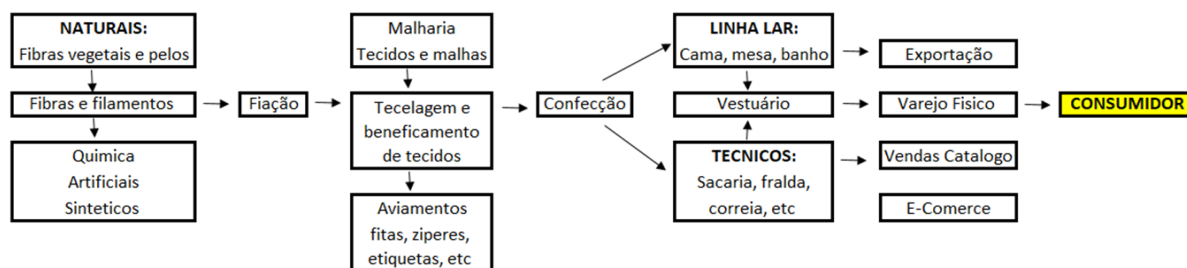 NATURAIS:
Fibras vegetais e pelos
Fibras e filamentos
Quimica
Artificiais
Sinteticos
Fiação
Malharia
Tecidos e malhas
Tecelagem e
beneficamento
de tecidos
Aviamentos
fitas, ziperes,
etiquetas, etc
Confecção
LINHA LAR:
Cama, mesa, banho
Vestuário
TECNICOS:
Sacaria, fralda,
correia, etc
Exportação
Varejo Fisico
Vendas Catalogo
E-Comerce
CONSUMIDOR